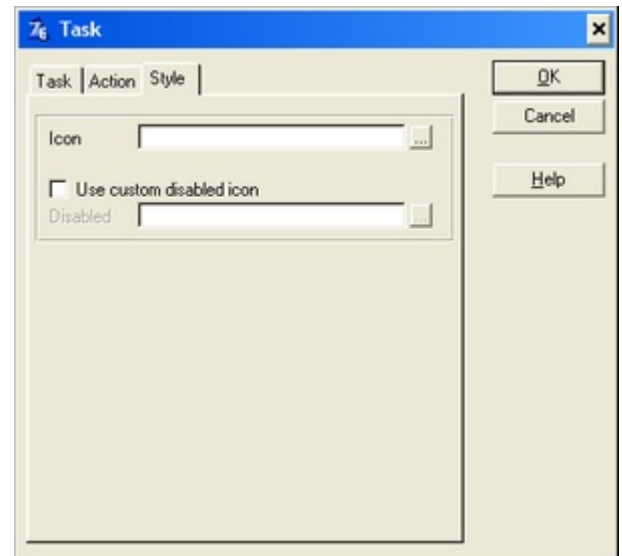 Task
Task Action Style
OK
Icon ...
Cancel
Use custom disabled icon
Help
Disabled ...